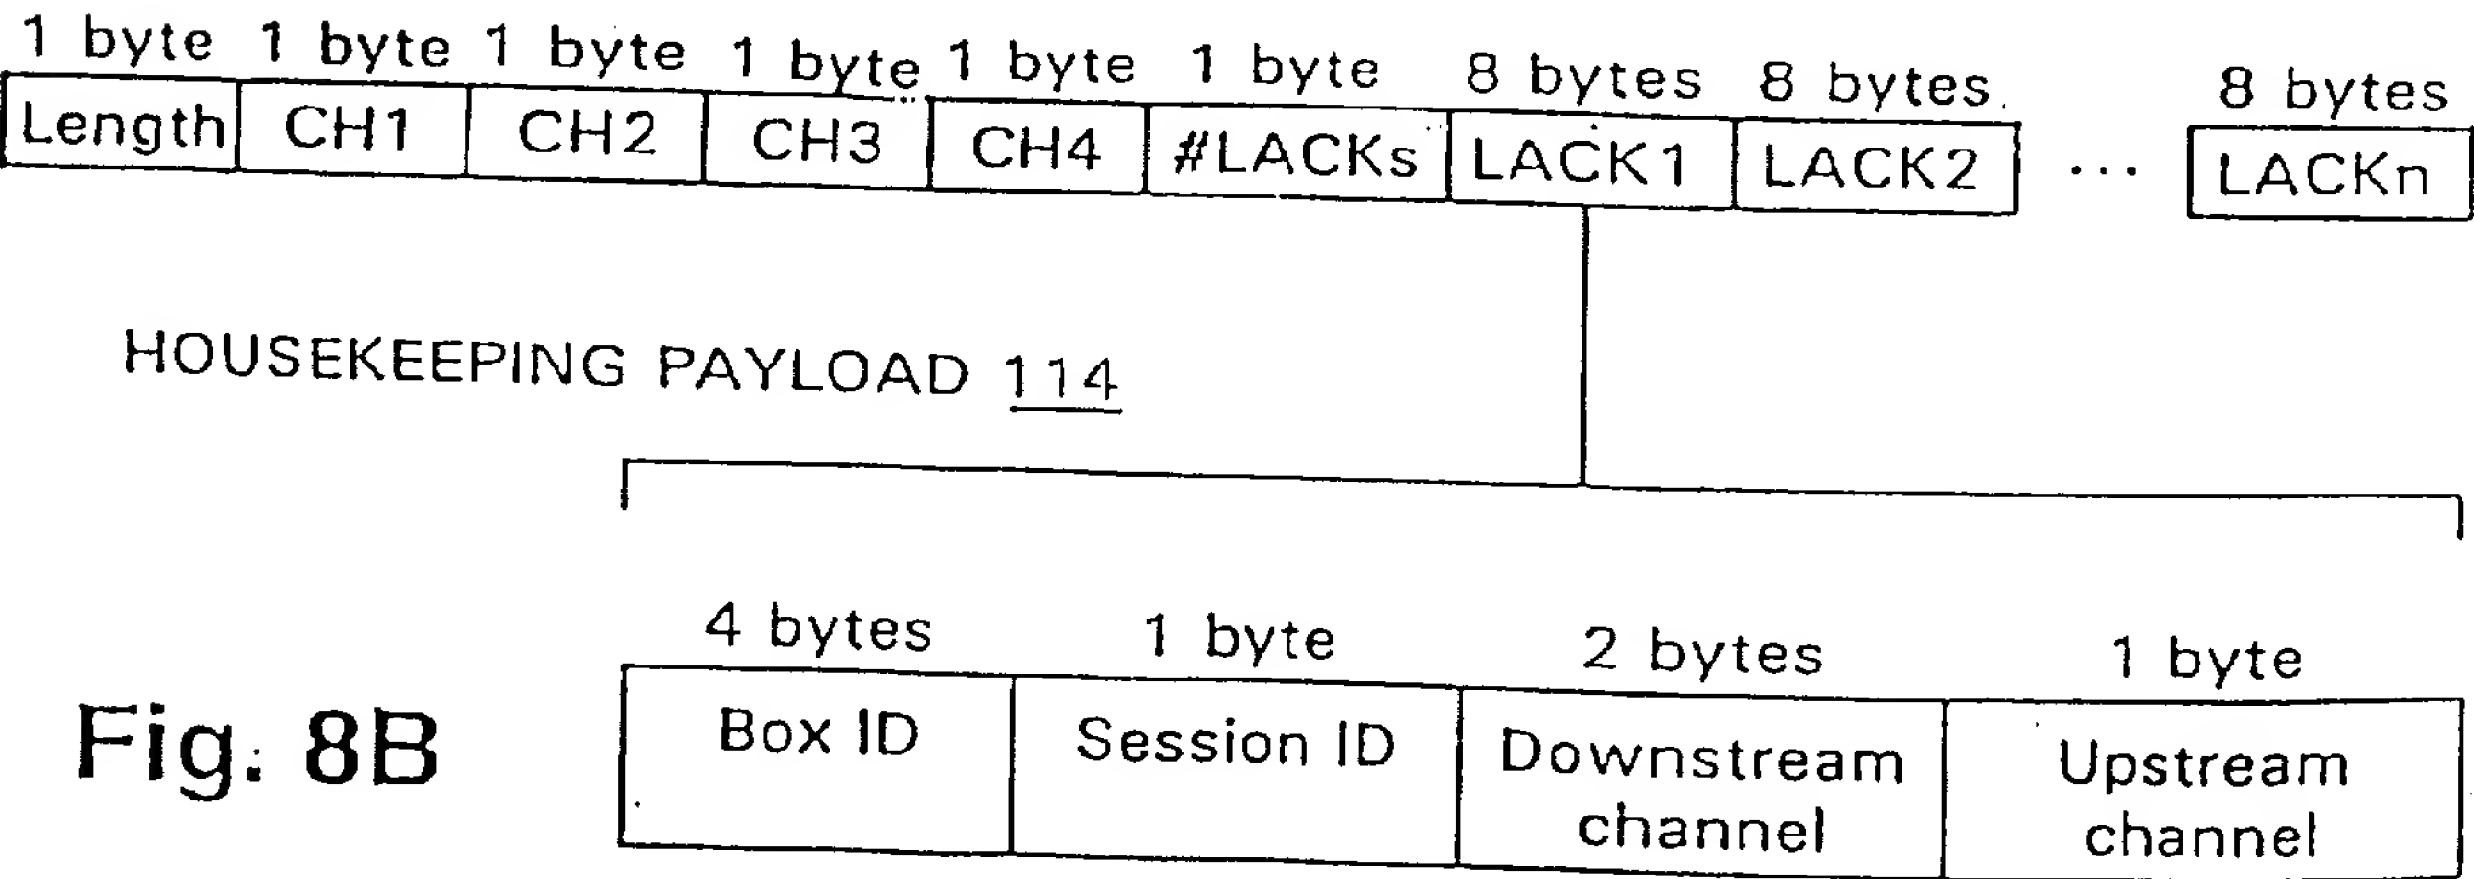 1 byte 1 byte 1 byte 1 byte 1 byte 1 byte 8 bytes 8 bytes 8 bytes
Length CH1 CH2 CH3 CH4 #LACKs LACK1 LACK2 ... LACKn
HOUSEKEEPING PAYLOAD 114
4 bytes 1 byte 2 bytes 1 byte
Box ID Session ID Downstream channel Upstream channel
Fig. 8B